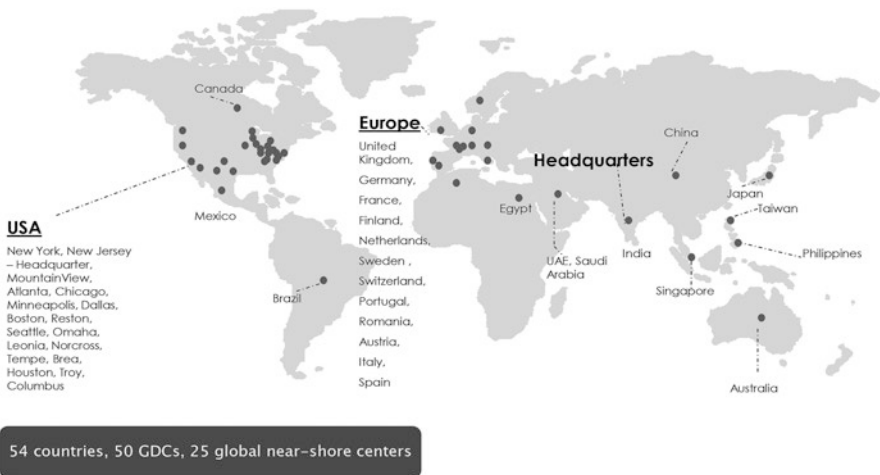 Canada
Mexico
USA
New York, New Jersey
– Headquarter,
MountainView,
Atlanta, Chicago,
Minneapolis, Dallas,
Boston, Reston,
Seattle, Omaha,
Leonia, Norcross,
Tempe, Brea,
Houston, Troy,
Columbus
Brazil
Europe
United
Kingdom,
Germany,
France,
Finland,
Netherlands,
Sweden ,
Switzerland,
Portugal,
Romania,
Austria,
Italy,
Spain
Headquarters
Egypt
UAE, Saudi
Arabia
India
China
Japan
Taiwan
Philippines
Singapore
Australia
54 countries, 50 GDCs, 25 global near-shore centers